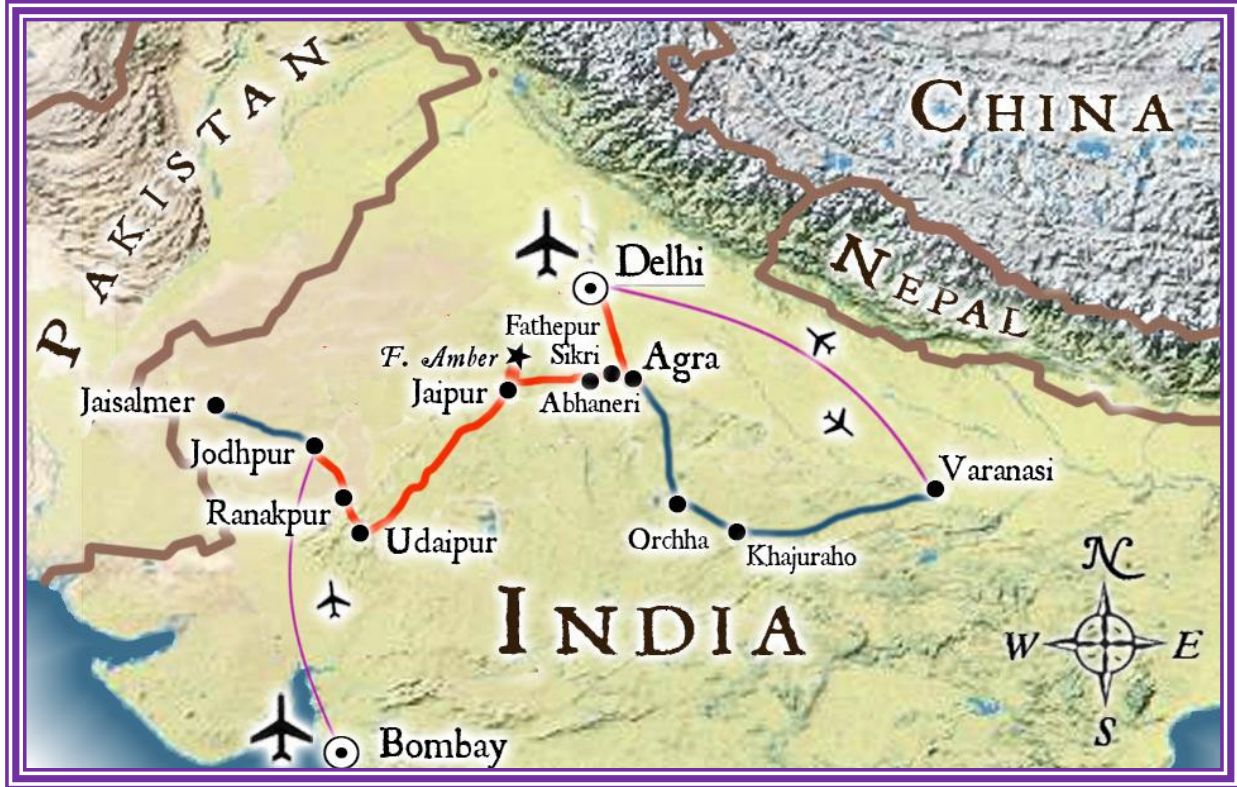 CHINA
PAKISTAN
NEPAL
Delhi
Fathepur
Sikri
F. Amber
Agra
Jaipur
Abhaneri
Jaisalmer
Jodhpur
Varanasi
Ranakpur
Udaipur
Orchha
Khajuraho
INDIA
N
W
E
S
Bombay